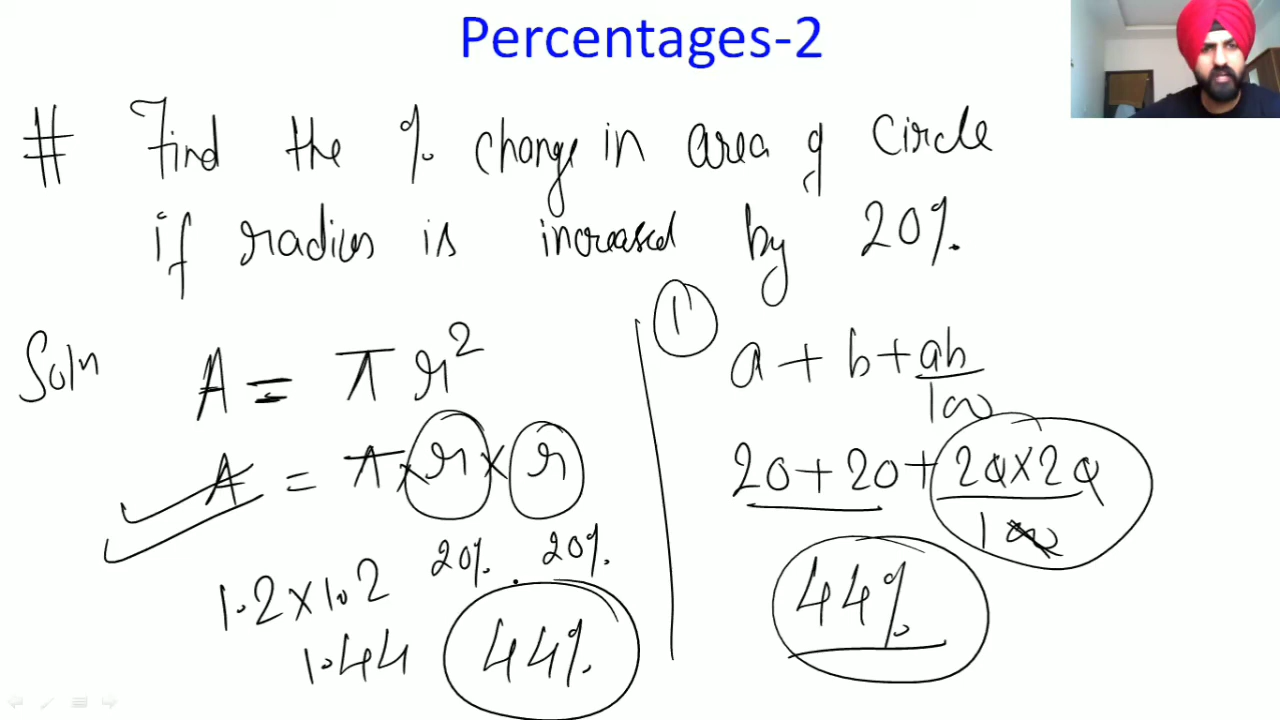 Percentages-2
# Find the % change in area of circle
if radius is increased by 20%.
Soln
A = π r²
A = π × r × r
20% . 20%.
1.2 × 1.2
1.44
44%
1
a + b + ab/100
20 + 20 + 20×20/100
44%